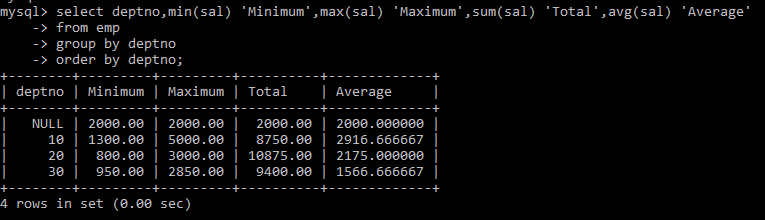 mysql> select deptno,min(sal) 'Minimum',max(sal) 'Maximum',sum(sal) 'Total',avg(sal) 'Average'
    -> from emp
    -> group by deptno
    -> order by deptno;
+--------+---------+---------+----------+-------------+
| deptno | Minimum | Maximum | Total    | Average     |
+--------+---------+---------+----------+-------------+
|   NULL | 2000.00 | 2000.00 |  2000.00 | 2000.000000 |
|     10 | 1300.00 | 5000.00 |  8750.00 | 2916.666667 |
|     20 |  800.00 | 3000.00 | 10875.00 | 2175.000000 |
|     30 |  950.00 | 2850.00 |  9400.00 | 1566.666667 |
+--------+---------+---------+----------+-------------+
4 rows in set (0.00 sec)